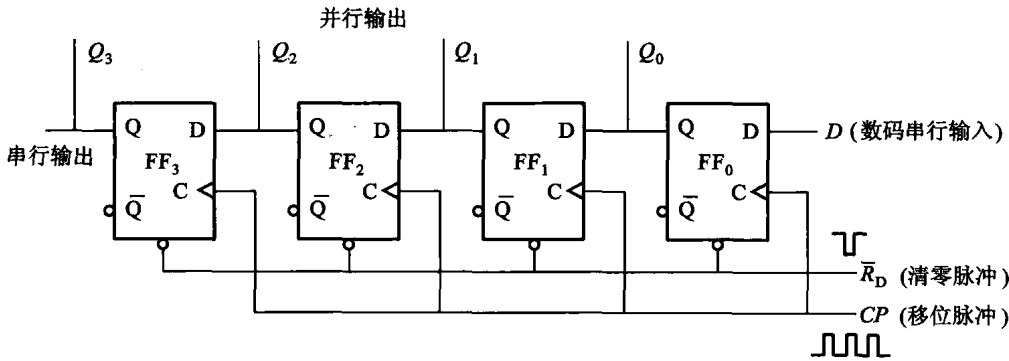 并行输出
Q₃ Q₂ Q₁ Q₀
Q D Q D Q D Q D D (数码串行输入)
串行输出
FF₃ FF₂ FF₁ FF₀
C C C C
Q̅ Q̅ Q̅ Q̅
R̅_D (清零脉冲)
CP (移位脉冲)